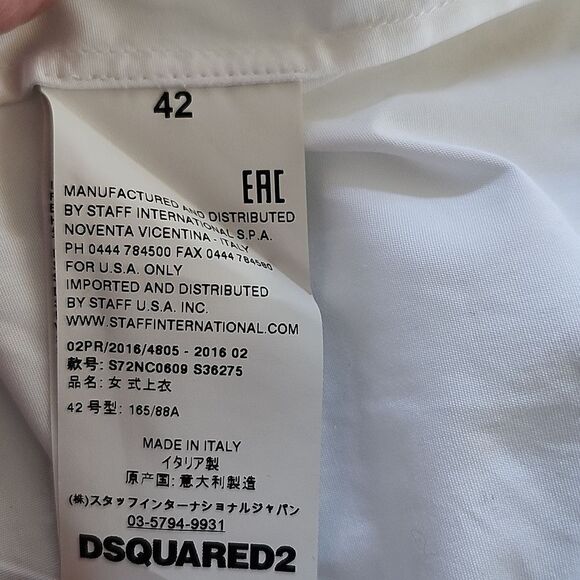 42
EAC
MANUFACTURED AND DISTRIBUTED
BY STAFF INTERNATIONAL S.P.A.
NOVENTA VICENTINA - ITALY
PH 0444 784500 FAX 0444 784580
FOR U.S.A. ONLY
IMPORTED AND DISTRIBUTED
BY STAFF U.S.A. INC.
WWW.STAFFINTERNATIONAL.COM
02PR/2016/4805 - 2016 02
款号: S72NC0609 S36275
品名: 女式上衣
42 号型: 165/88A
MADE IN ITALY
イタリア製
原产国: 意大利製造
(株)スタッフインターナショナルジャパン
03-5794-9931
DSQUARED2